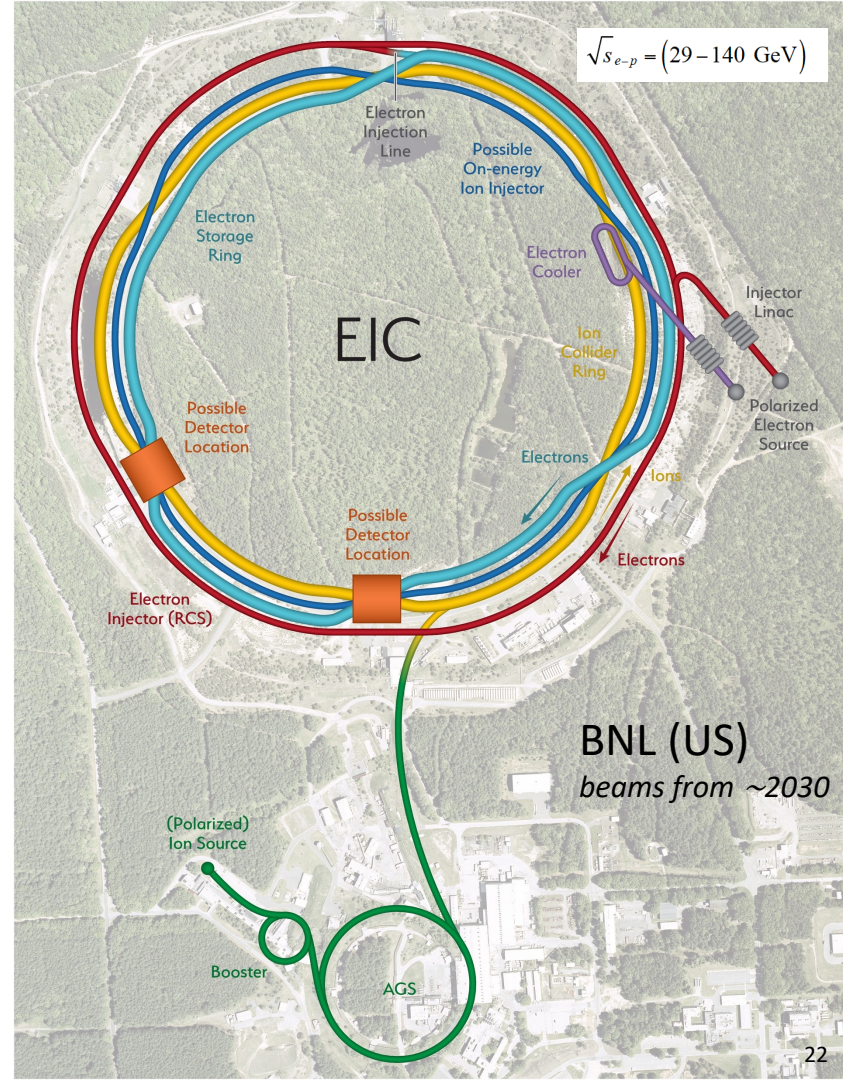 √s e−p = (29 – 140 GeV)
Electron
Injection
Line
Possible
On-energy
Ion Injector
Electron
Storage
Ring
Electron
Cooler
Injector
Linac
EIC
Ion
Collider
Ring
Polarized
Electron
Source
Possible
Detector
Location
Electrons
Ions
Possible
Detector
Location
Electrons
Electron
Injector (RCS)
BNL (US)
beams from ~2030
(Polarized)
Ion Source
Booster
AGS
22